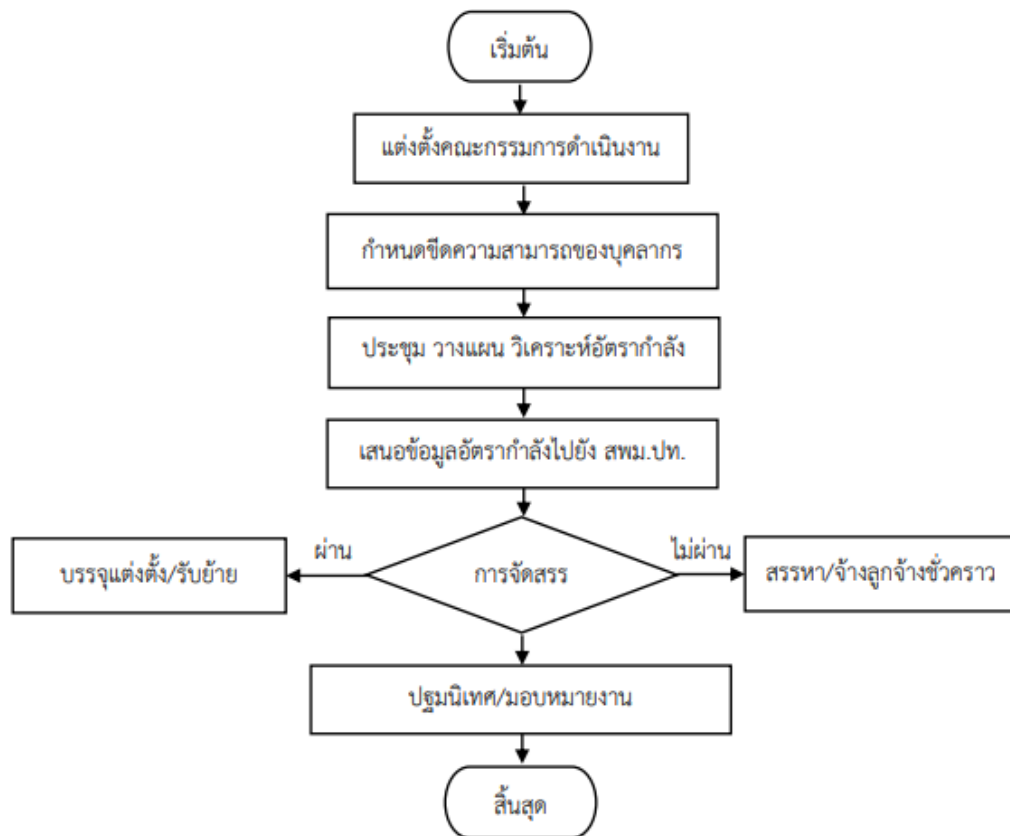 เริ่มต้น
แต่งตั้งคณะกรรมการดำเนินงาน
กำหนดขีดความสามารถของบุคลากร
ประชุม วางแผน วิเคราะห์อัตรากำลัง
เสนอข้อมูลอัตรากำลังไปยัง สพม.ปท.
ผ่าน
ไม่ผ่าน
บรรจุแต่งตั้ง/รับย้าย
การจัดสรร
สรรหา/จ้างลูกจ้างชั่วคราว
ปฐมนิเทศ/มอบหมายงาน
สิ้นสุด